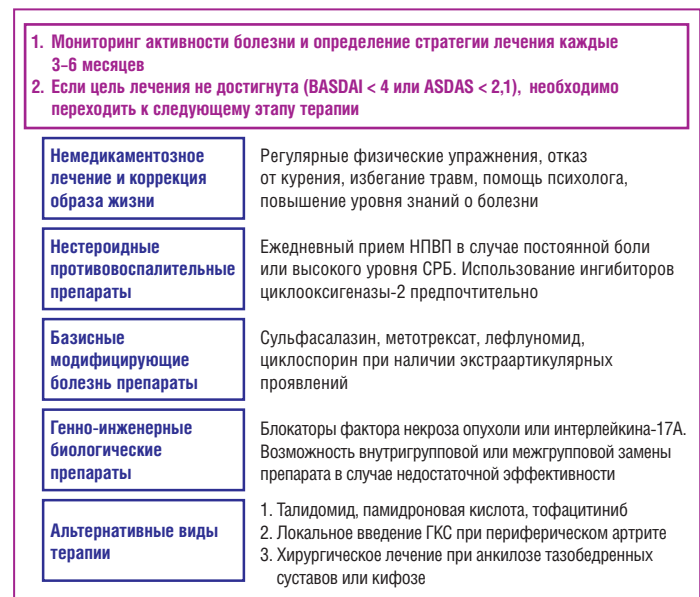 1. Мониторинг активности болезни и определение стратегии лечения каждые
3–6 месяцев
2. Если цель лечения не достигнута (BASDAI < 4 или ASDAS < 2,1), необходимо
переходить к следующему этапу терапии
Немедикаментозное
лечение и коррекция
образа жизни
Регулярные физические упражнения, отказ
от курения, избегание травм, помощь психолога,
повышение уровня знаний о болезни
Нестероидные
противовоспалительные
препараты
Ежедневный прием НПВП в случае постоянной боли
или высокого уровня СРБ. Использование ингибиторов
циклооксигеназы-2 предпочтительно
Базисные
модифицирующие
болезнь препараты
Сульфасалазин, метотрексат, лефлуномид,
циклоспорин при наличии экстраартикулярных
проявлений
Генно-инженерные
биологические
препараты
Блокаторы фактора некроза опухоли или интерлейкина-17А.
Возможность внутригрупповой или межгрупповой замены
препарата в случае недостаточной эффективности
Альтернативные виды
терапии
1. Талидомид, памидроновая кислота, тофацитиниб
2. Локальное введение ГКС при периферическом артрите
3. Хирургическое лечение при анкилозе тазобедренных
суставов или кифозе